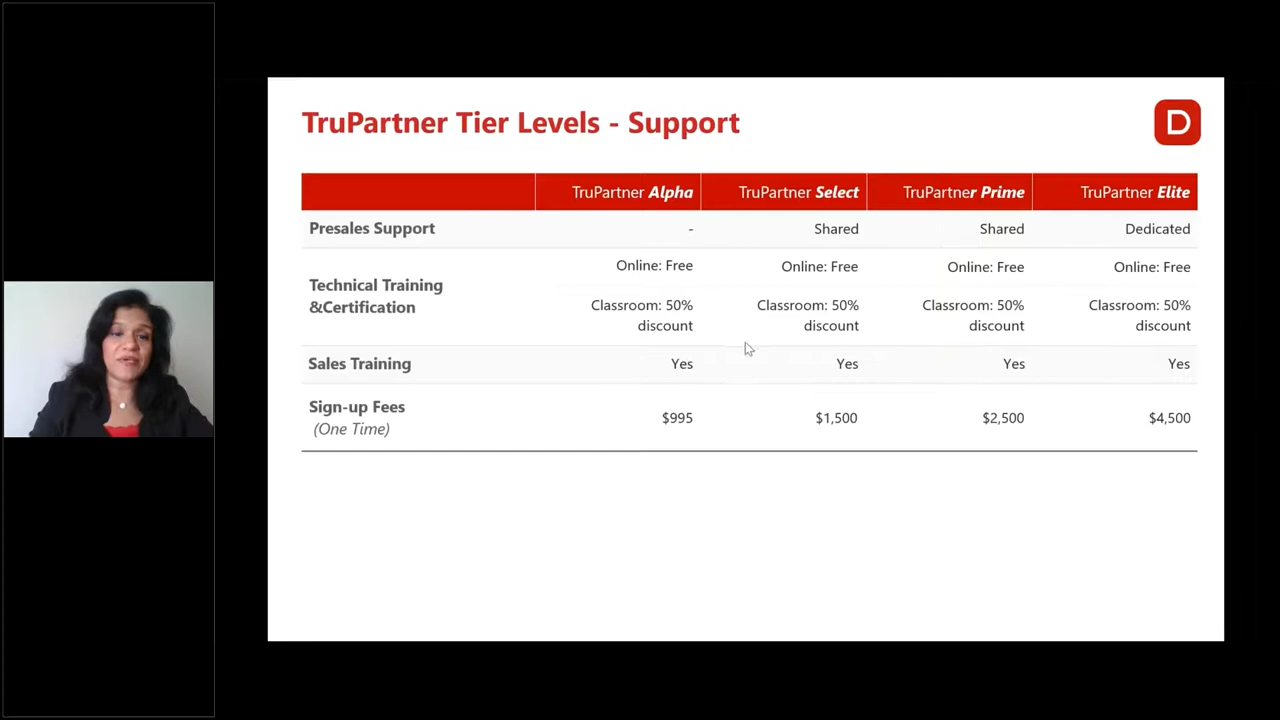 TruPartner Tier Levels - Support
D
TruPartner Alpha TruPartner Select TruPartner Prime TruPartner Elite
Presales Support - Shared Shared Dedicated
Technical Training
&Certification
Online: Free Online: Free Online: Free Online: Free
Classroom: 50% Classroom: 50% Classroom: 50% Classroom: 50%
discount discount discount discount
Sales Training Yes Yes Yes Yes
Sign-up Fees
(One Time)
$995 $1,500 $2,500 $4,500